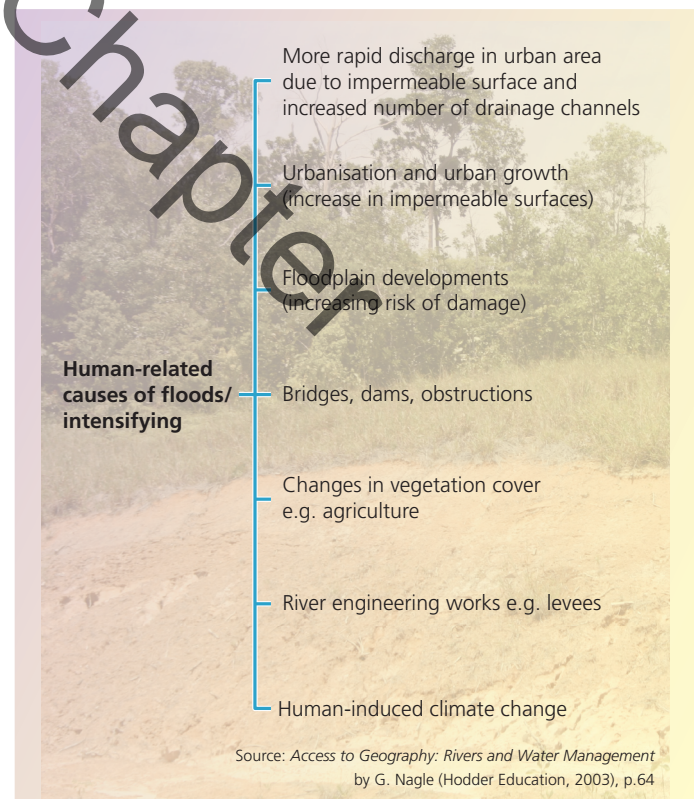 Chapter
More rapid discharge in urban area
due to impermeable surface and
increased number of drainage channels
Urbanisation and urban growth
(increase in impermeable surfaces)
Floodplain developments
(increasing risk of damage)
Human-related
causes of floods/
intensifying
Bridges, dams, obstructions
Changes in vegetation cover
e.g. agriculture
River engineering works e.g. levees
Human-induced climate change
Source: Access to Geography: Rivers and Water Management
by G. Nagle (Hodder Education, 2003), p.64